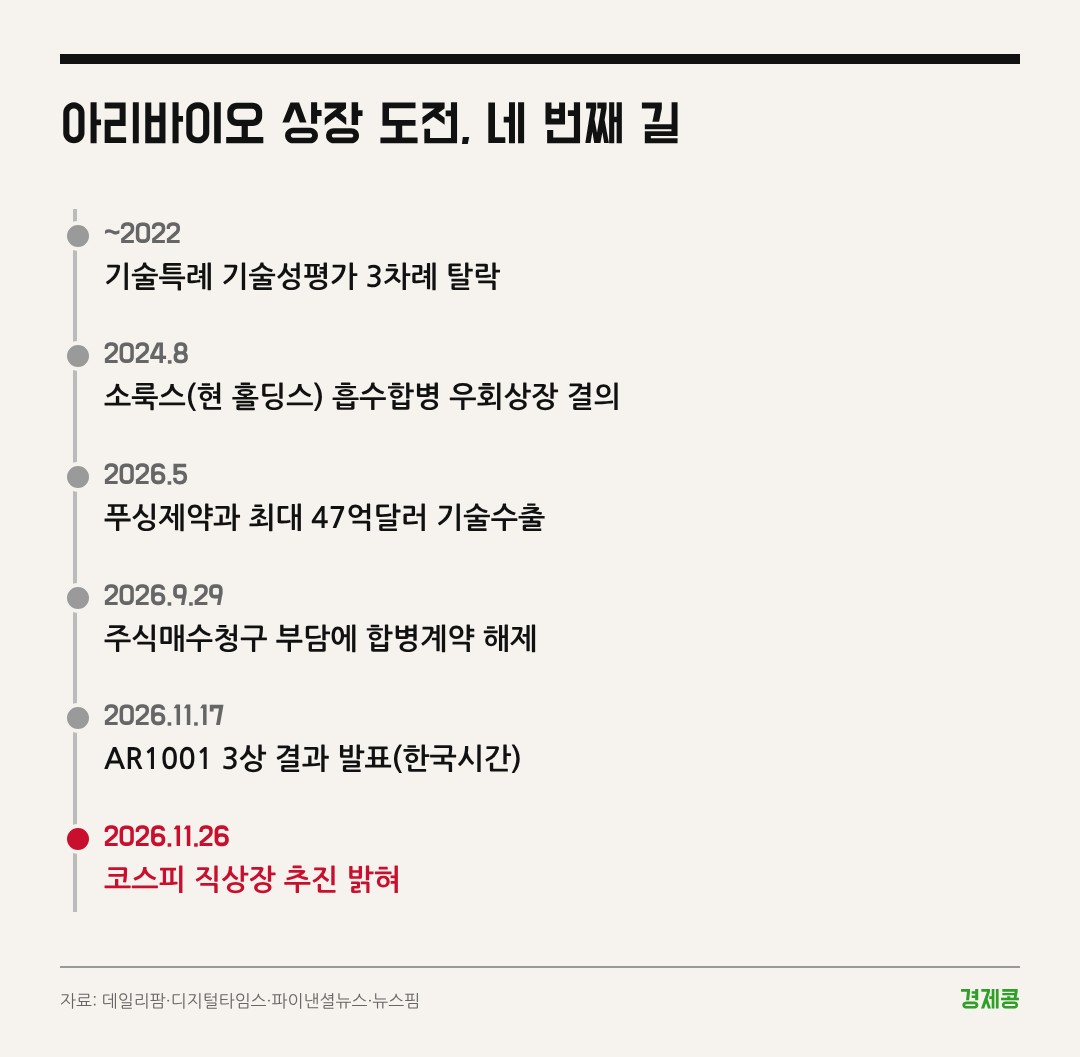 아리바이오 상장 도전, 네 번째 길
~2022
기술특례 기술성평가 3차례 탈락
2024.8
소룩스(현 홀딩스) 흡수합병 우회상장 결의
2026.5
푸싱제약과 최대 47억달러 기술수출
2026.9.29
주식매수청구 부담에 합병계약 해제
2026.11.17
AR1001 3상 결과 발표(한국시간)
2026.11.26
코스피 직상장 추진 밝혀
자료: 데일리팜·디지털타임스·파이낸셜뉴스·뉴스핌
경제콩